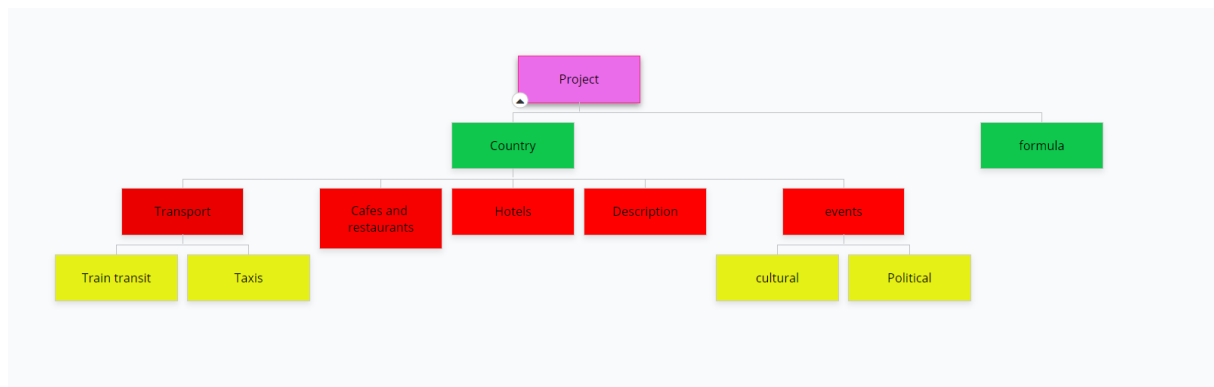 Project
Country
formula
Transport
Cafes and
restaurants
Hotels
Description
events
Train transit
Taxis
cultural
Political